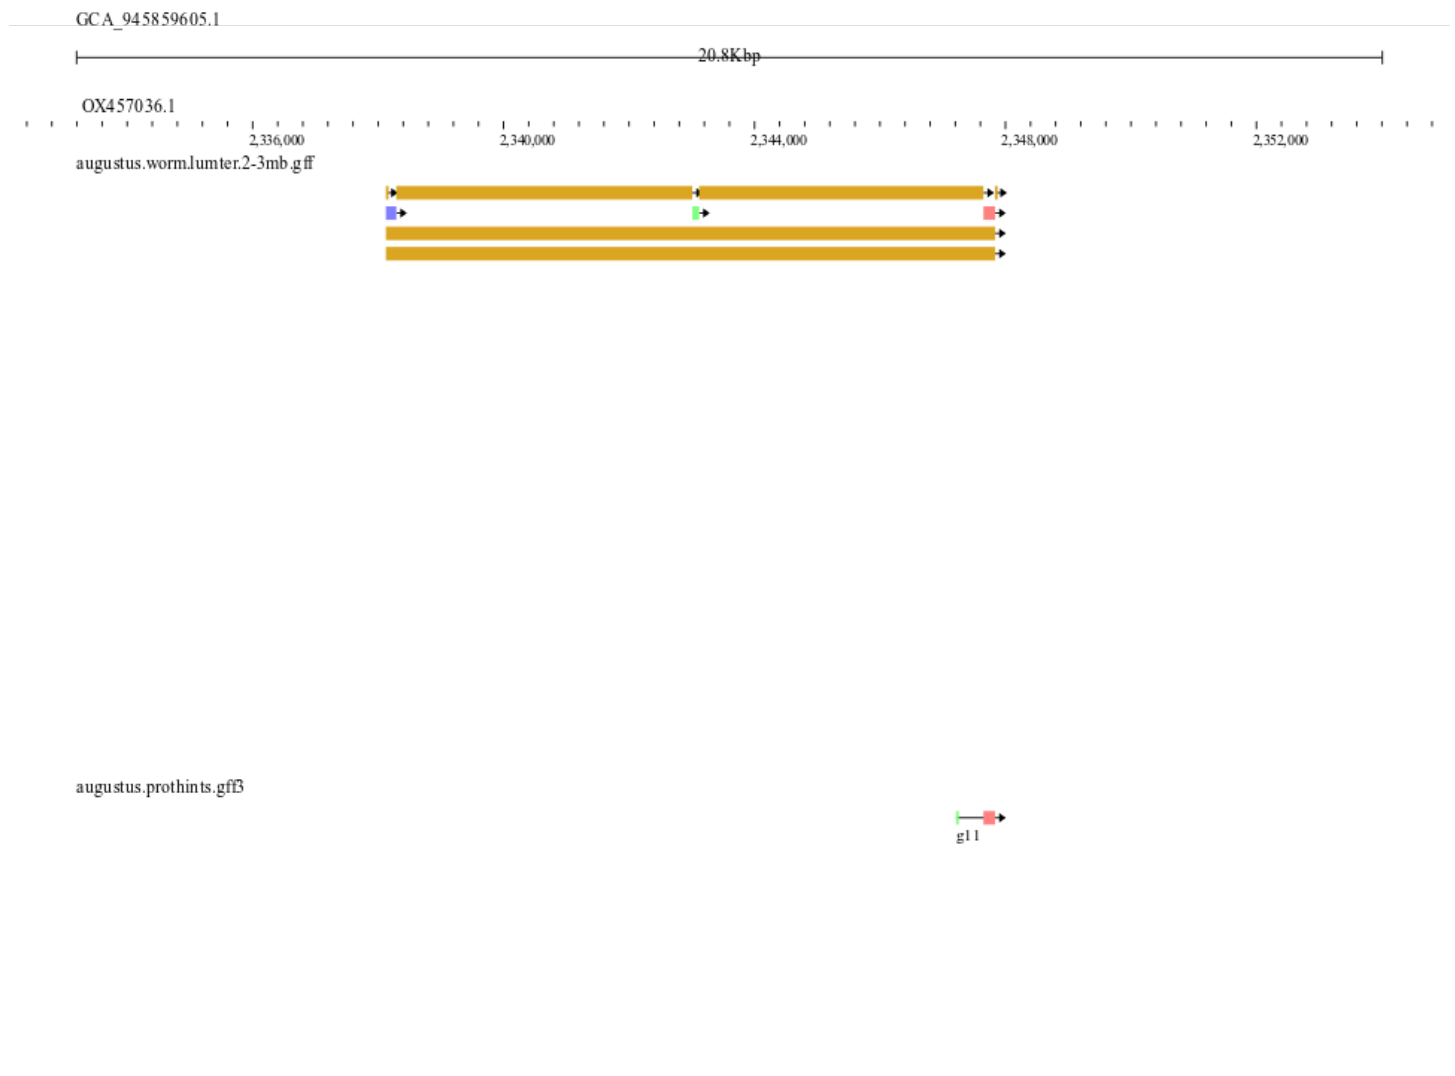 GCA_945859605.1
20.8Kbp
OX457036.1
2,336,000 2,340,000 2,344,000 2,348,000 2,352,000
augustus.worm.lumter.2-3mb.gff
augustus.prothints.gff3
g11